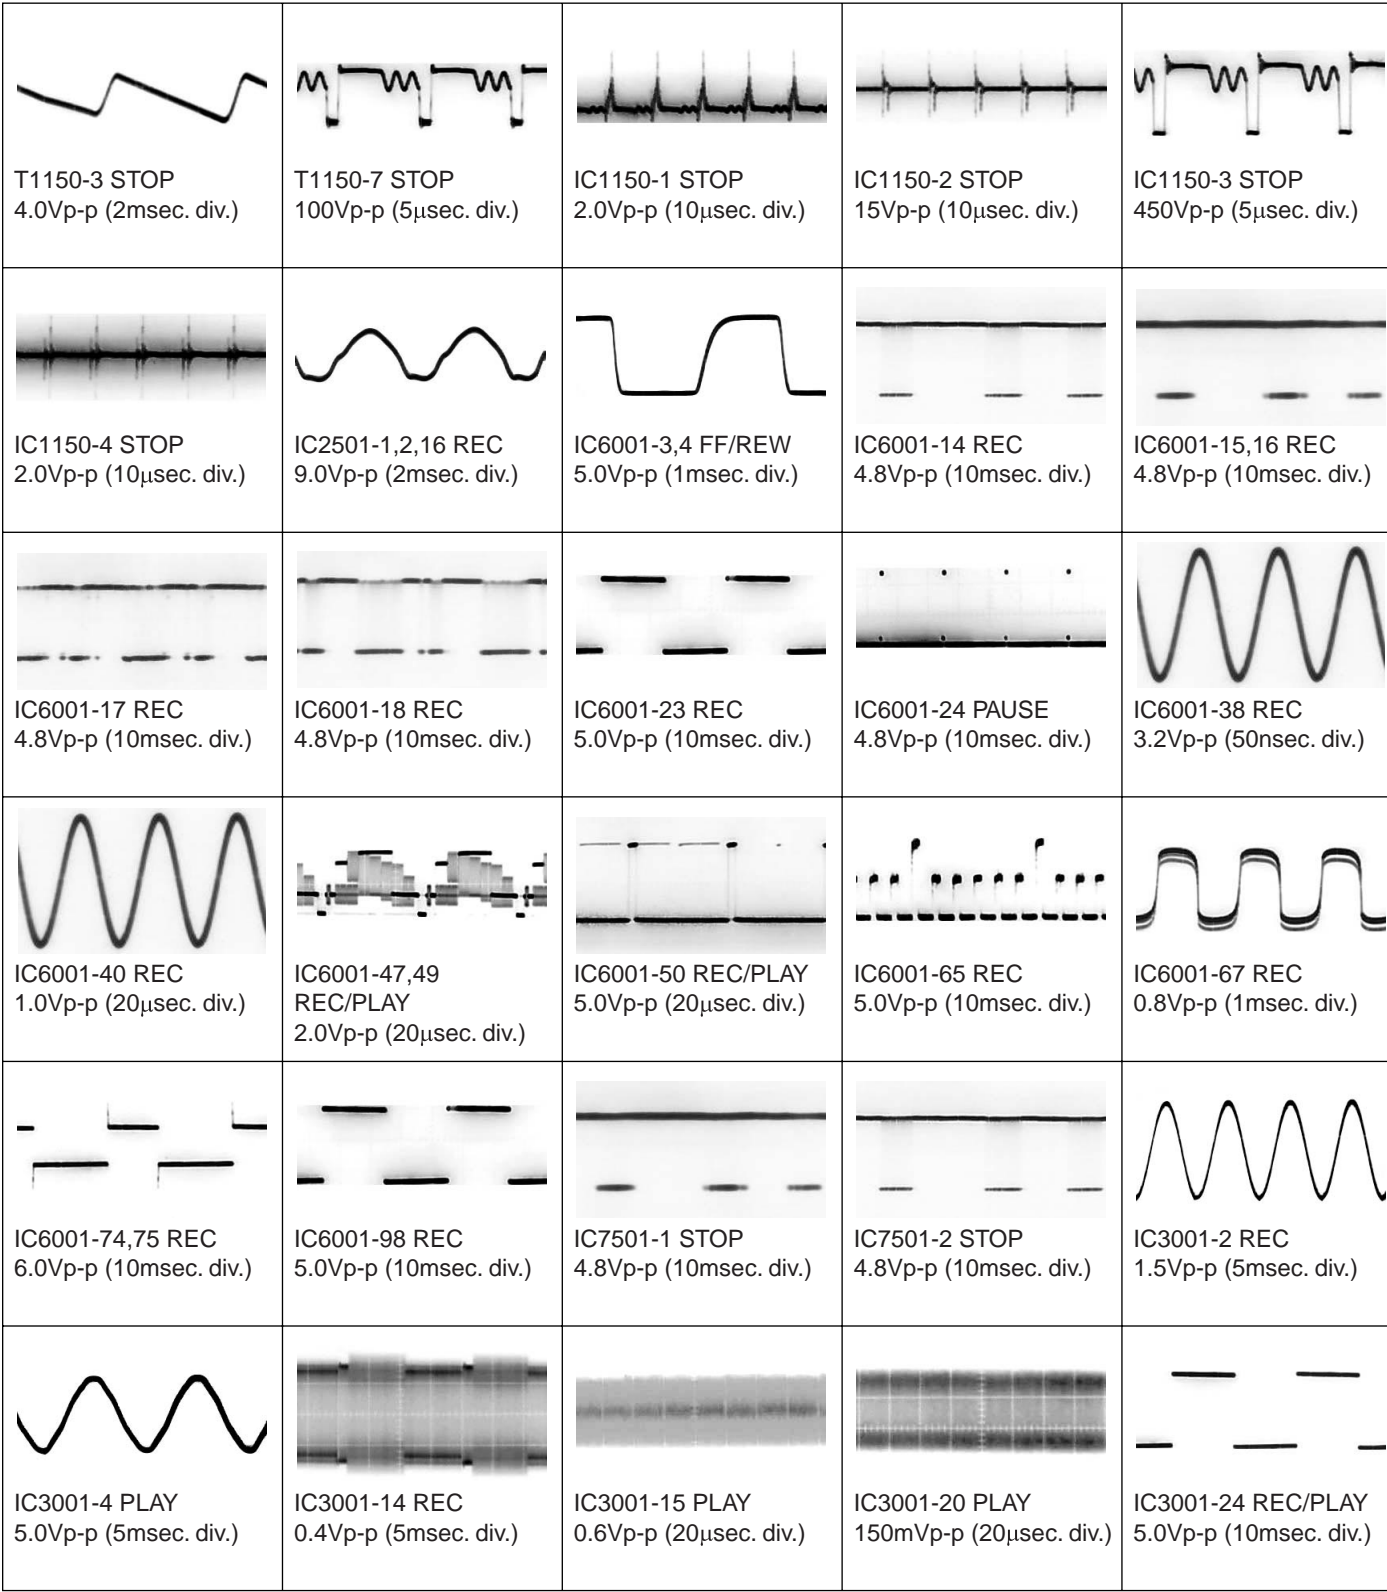 T1150-3 STOP
4.0Vp-p (2msec. div.)
T1150-7 STOP
100Vp-p (5μsec. div.)
IC1150-1 STOP
2.0Vp-p (10μsec. div.)
IC1150-2 STOP
15Vp-p (10μsec. div.)
IC1150-3 STOP
450Vp-p (5μsec. div.)
IC1150-4 STOP
2.0Vp-p (10μsec. div.)
IC2501-1,2,16 REC
9.0Vp-p (2msec. div.)
IC6001-3,4 FF/REW
5.0Vp-p (1msec. div.)
IC6001-14 REC
4.8Vp-p (10msec. div.)
IC6001-15,16 REC
4.8Vp-p (10msec. div.)
IC6001-17 REC
4.8Vp-p (10msec. div.)
IC6001-18 REC
4.8Vp-p (10msec. div.)
IC6001-23 REC
5.0Vp-p (10msec. div.)
IC6001-24 PAUSE
4.8Vp-p (10msec. div.)
IC6001-38 REC
3.2Vp-p (50nsec. div.)
IC6001-40 REC
1.0Vp-p (20μsec. div.)
IC6001-47,49
REC/PLAY
2.0Vp-p (20μsec. div.)
IC6001-50 REC/PLAY
5.0Vp-p (20μsec. div.)
IC6001-65 REC
5.0Vp-p (10msec. div.)
IC6001-67 REC
0.8Vp-p (1msec. div.)
IC6001-74,75 REC
6.0Vp-p (10msec. div.)
IC6001-98 REC
5.0Vp-p (10msec. div.)
IC7501-1 STOP
4.8Vp-p (10msec. div.)
IC7501-2 STOP
4.8Vp-p (10msec. div.)
IC3001-2 REC
1.5Vp-p (5msec. div.)
IC3001-4 PLAY
5.0Vp-p (5msec. div.)
IC3001-14 REC
0.4Vp-p (5msec. div.)
IC3001-15 PLAY
0.6Vp-p (20μsec. div.)
IC3001-20 PLAY
150mVp-p (20μsec. div.)
IC3001-24 REC/PLAY
5.0Vp-p (10msec. div.)